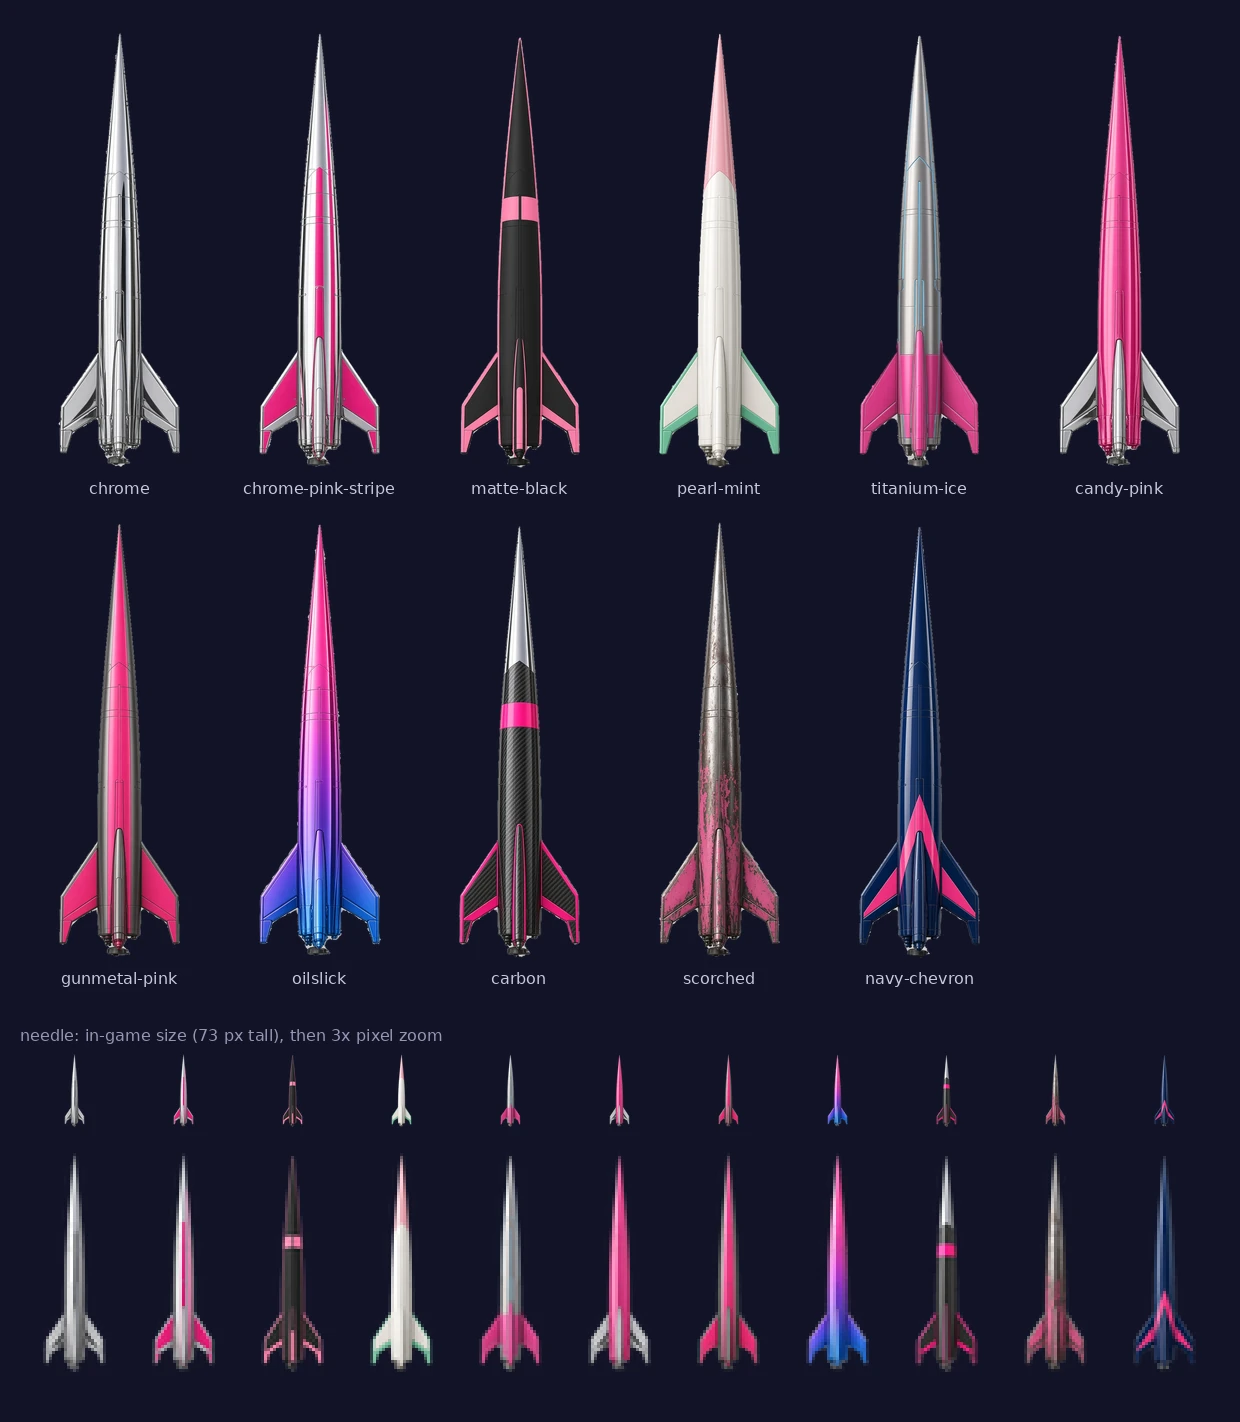 chrome chrome-pink-stripe matte-black pearl-mint titanium-ice candy-pink
gunmetal-pink oilslick carbon scorched navy-chevron
needle: in-game size (73 px tall), then 3x pixel zoom